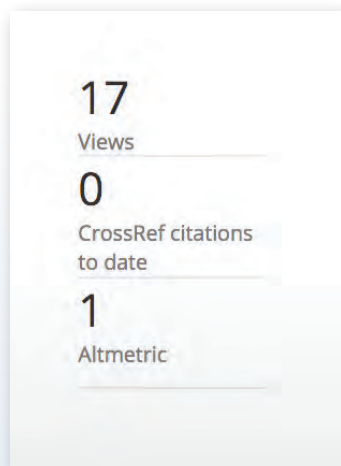 17
Views
0
CrossRef citations
to date
1
Altmetric